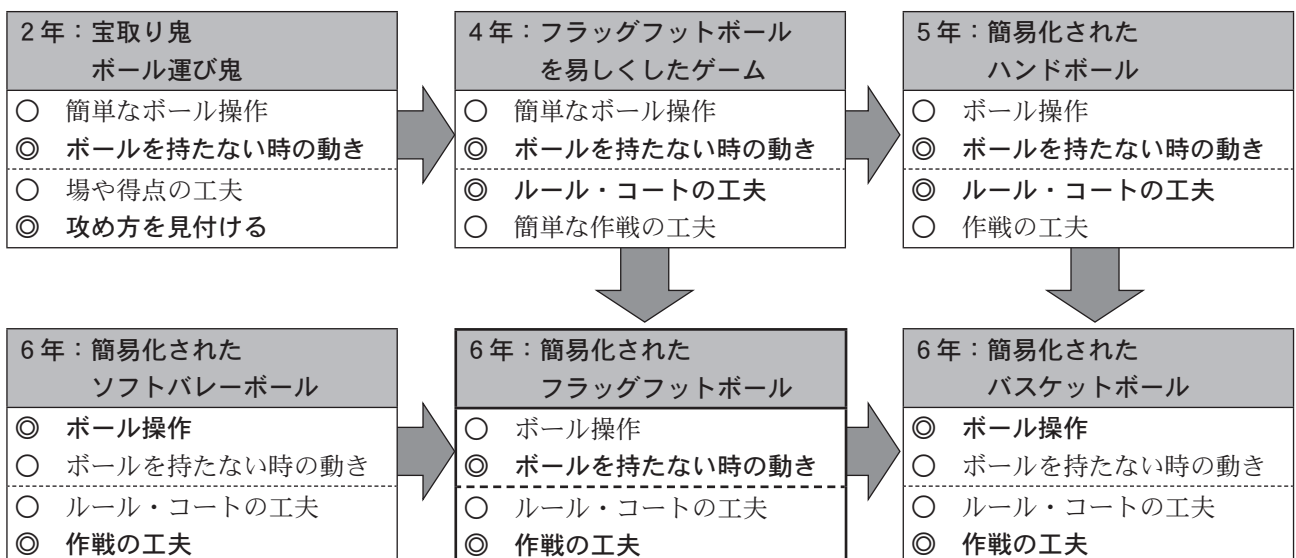 2年：宝取り鬼
ボール運び鬼
○ 簡単なボール操作
◎ ボールを持たない時の動き
○ 場や得点の工夫
◎ 攻め方を見付ける
4年：フラッグフットボール
を易しくしたゲーム
○ 簡単なボール操作
◎ ボールを持たない時の動き
◎ ルール・コートの工夫
○ 簡単な作戦の工夫
5年：簡易化された
ハンドボール
○ ボール操作
◎ ボールを持たない時の動き
◎ ルール・コートの工夫
○ 作戦の工夫
6年：簡易化された
ソフトバレーボール
◎ ボール操作
○ ボールを持たない時の動き
○ ルール・コートの工夫
◎ 作戦の工夫
6年：簡易化された
フラッグフットボール
○ ボール操作
◎ ボールを持たない時の動き
○ ルール・コートの工夫
◎ 作戦の工夫
6年：簡易化された
バスケットボール
◎ ボール操作
○ ボールを持たない時の動き
○ ルール・コートの工夫
◎ 作戦の工夫